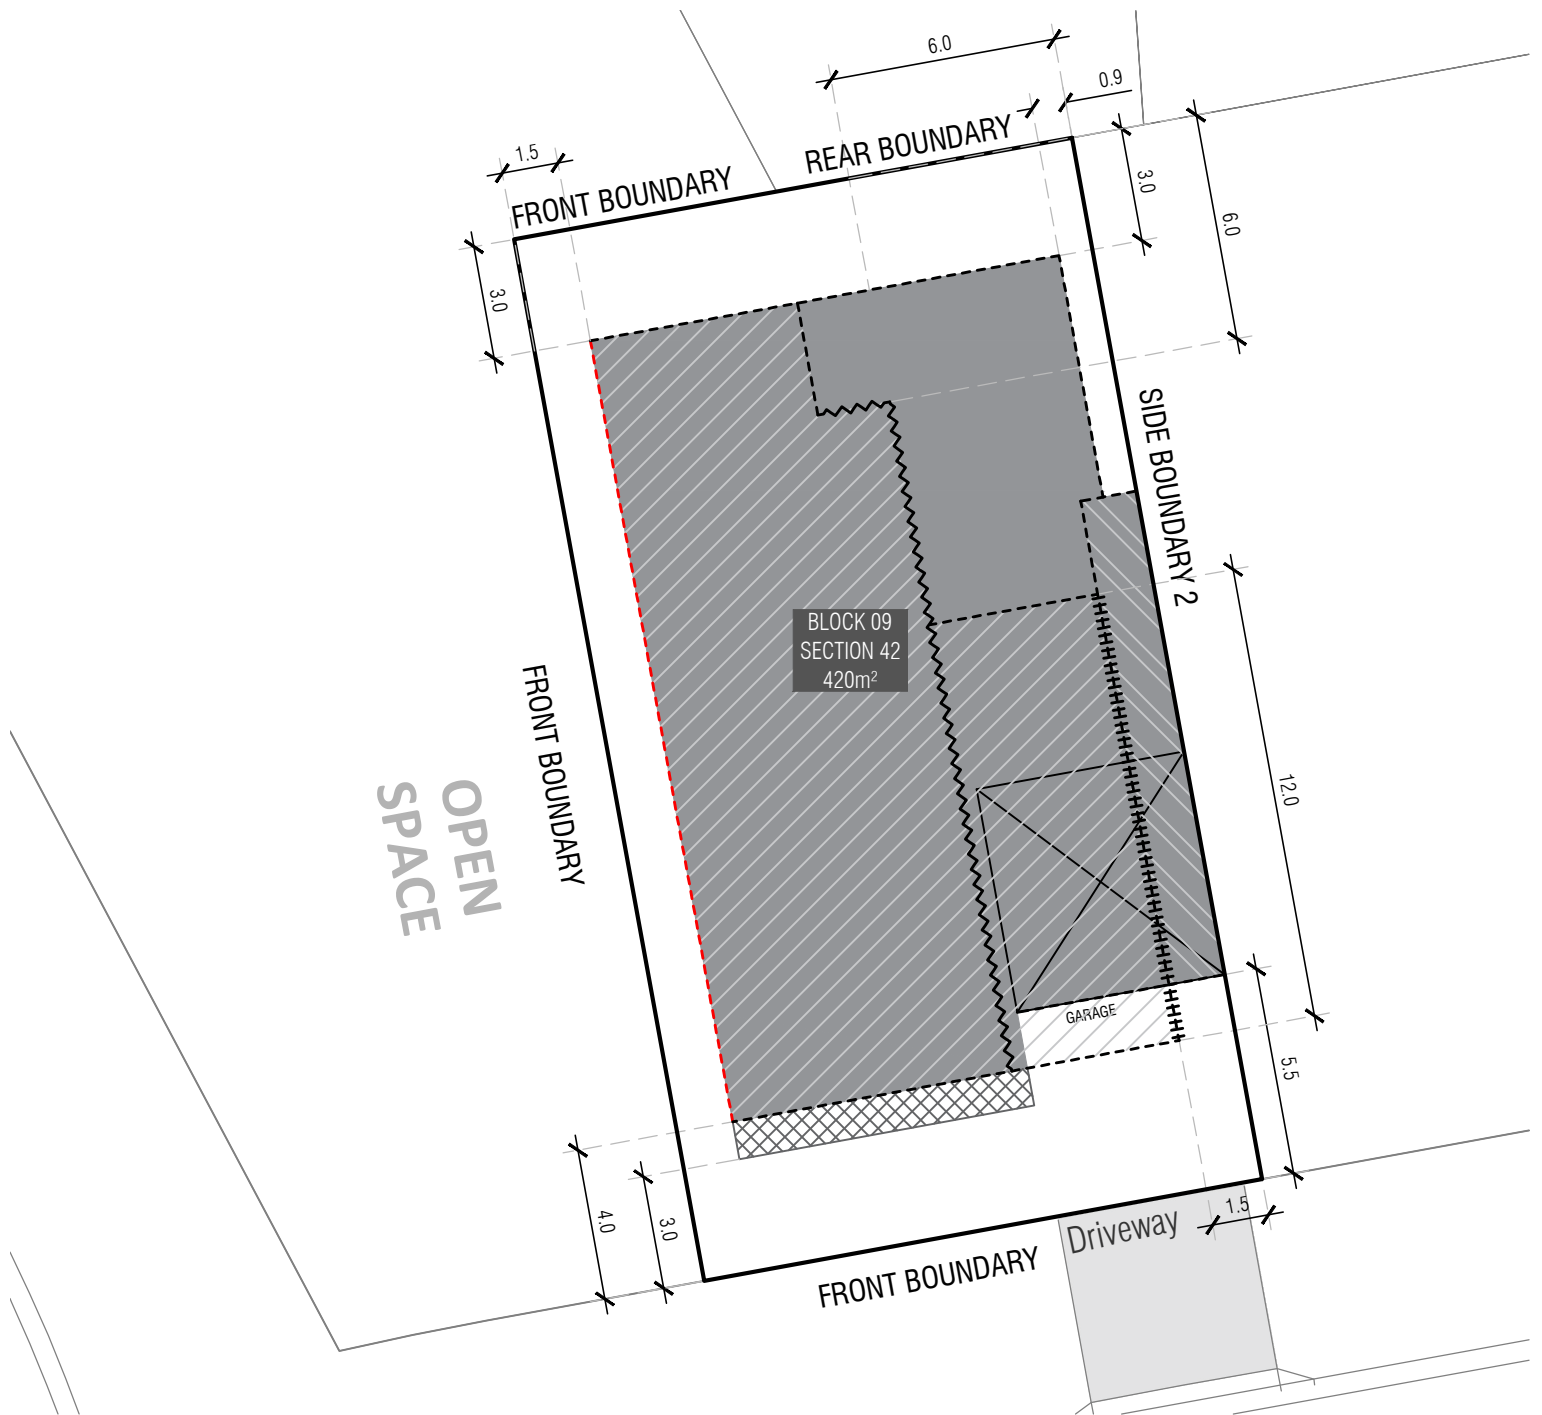 6.0
0.9
1.5
FRONT BOUNDARY
REAR BOUNDARY
3.0
6.0
3.0
SIDE BOUNDARY 2
BLOCK 09
SECTION 42
420m²
FRONT BOUNDARY
OPEN
SPACE
12.0
GARAGE
5.5
4.0
3.0
1.5
Driveway
FRONT BOUNDARY